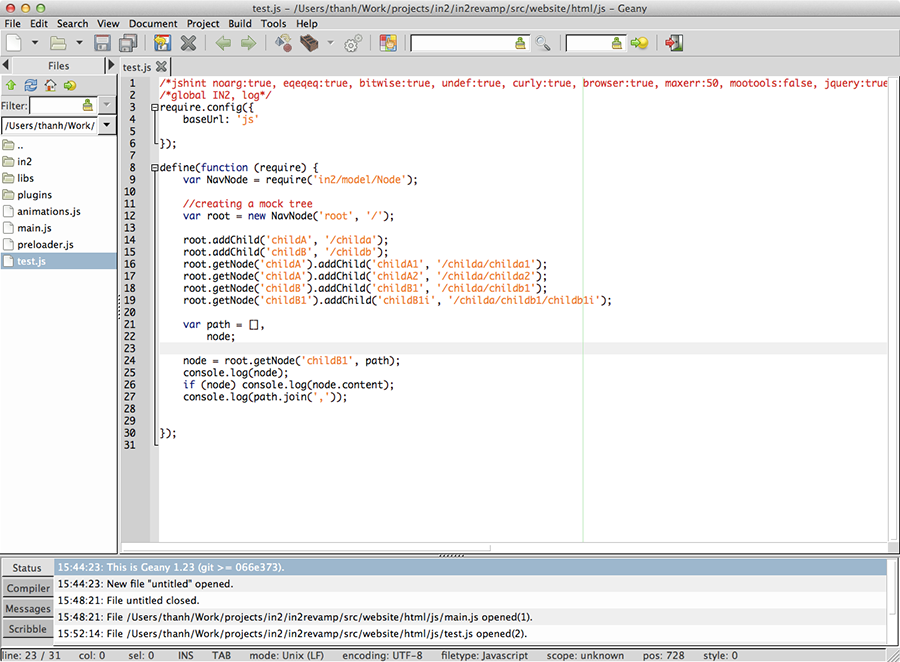 test.js – /Users/thanh/Work/projects/in2/in2revamp/src/website/html/js - Geany
File Edit Search View Document Project Build Tools Help
Files
test.js
Filter:
/Users/thanh/Work/
..
in2
libs
plugins
animations.js
main.js
preloader.js
test.js
1 /*jshint noarg:true, eqeqeq:true, bitwise:true, undef:true, curly:true, browser:true, maxerr:50, mootools:false, jquery:true
2 /*global IN2, log*/
3 require.config({
4     baseUrl: 'js'
5
6 });
7
8 define(function (require) {
9     var NavNode = require('in2/model/Node');
10
11     //creating a mock tree
12     var root = new NavNode('root', '/');
13
14     root.addChild('childA', '/childa');
15     root.addChild('childB', '/childb');
16     root.getNode('childA').addChild('childA1', '/childa/childa1');
17     root.getNode('childA').addChild('childA2', '/childa/childa2');
18     root.getNode('childB').addChild('childB1', '/childa/childb1');
19     root.getNode('childB1').addChild('childB1i', '/childa/childb1/childb1i');
20
21     var path = [],
22         node;
23
24     node = root.getNode('childB1', path);
25     console.log(node);
26     if (node) console.log(node.content);
27     console.log(path.join(','));
28
29
30 });
31
Status
Compiler
Messages
Scribble
15:44:23: This is Geany 1.23 (git >= 066e373).
15:44:23: New file "untitled" opened.
15:48:21: File untitled closed.
15:48:21: File /Users/thanh/Work/projects/in2/in2revamp/src/website/html/js/main.js opened(1).
15:52:14: File /Users/thanh/Work/projects/in2/in2revamp/src/website/html/js/test.js opened(2).
line: 23 / 31 col: 0 sel: 0 INS TAB mode: Unix (LF) encoding: UTF-8 filetype: Javascript scope: unknown pos: 728 style: 0